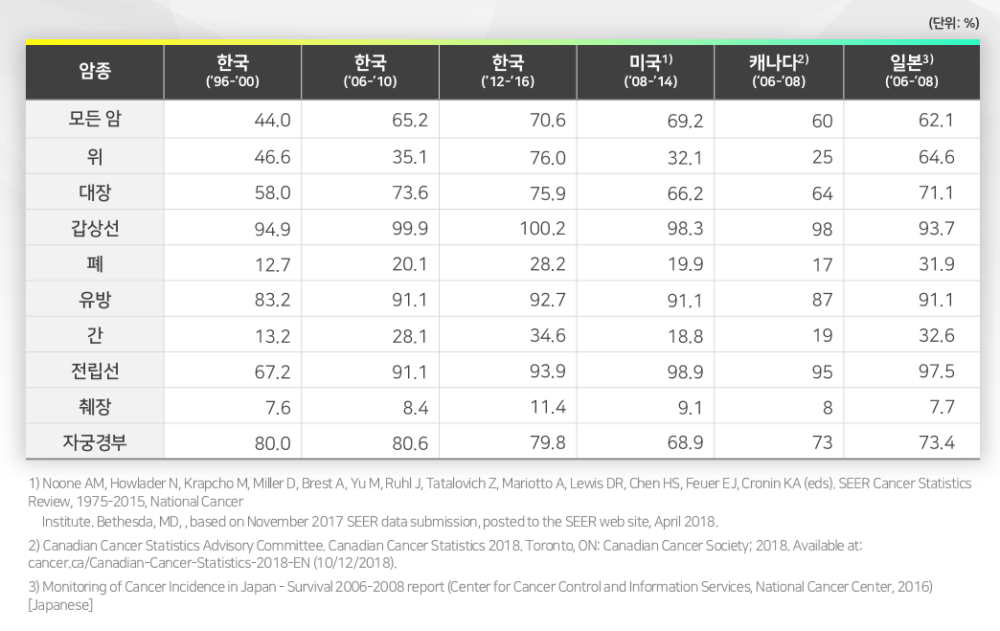 (단위: %)
암종 한국 ('96-'00) 한국 ('06-'10) 한국 ('12-'16) 미국1) ('08-'14) 캐나다2) ('06-'08) 일본3) ('06-'08)
모든 암 44.0 65.2 70.6 69.2 60 62.1
위 46.6 35.1 76.0 32.1 25 64.6
대장 58.0 73.6 75.9 66.2 64 71.1
갑상선 94.9 99.9 100.2 98.3 98 93.7
폐 12.7 20.1 28.2 19.9 17 31.9
유방 83.2 91.1 92.7 91.1 87 91.1
간 13.2 28.1 34.6 18.8 19 32.6
전립선 67.2 91.1 93.9 98.9 95 97.5
췌장 7.6 8.4 11.4 9.1 8 7.7
자궁경부 80.0 80.6 79.8 68.9 73 73.4
1) Noone AM, Howlader N, Krapcho M, Miller D, Brest A, Yu M, Ruhl J, Tatalovich Z, Mariotto A, Lewis DR, Chen HS, Feuer EJ, Cronin KA (eds). SEER Cancer Statistics
Review, 1975-2015, National Cancer
Institute. Bethesda, MD, , based on November 2017 SEER data submission, posted to the SEER web site, April 2018.
2) Canadian Cancer Statistics Advisory Committee. Canadian Cancer Statistics 2018. Toronto, ON: Canadian Cancer Society; 2018. Available at:
cancer.ca/Canadian-Cancer-Statistics-2018-EN (10/12/2018).
3) Monitoring of Cancer Incidence in Japan - Survival 2006-2008 report (Center for Cancer Control and Information Services, National Cancer Center, 2016)
[Japanese]